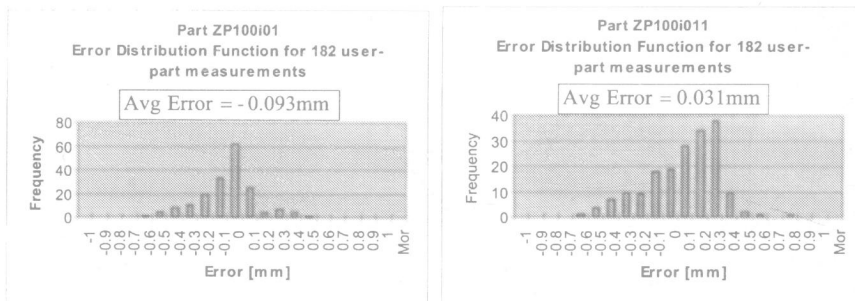 Part ZP100i01
Error Distribution Function for 182 user-
part measurements
Avg Error = - 0.093mm
80
60
40
20
0
Frequency
-1 -0.9 -0.8 -0.7 -0.6 -0.5 -0.4 -0.3 -0.2 -0.1 0 0.1 0.2 0.3 0.4 0.5 0.6 0.7 0.8 0.9 1 Mor
Error [mm]
Part ZP100i011
Error Distribution Function for 182 user-
part measurements
Avg Error = 0.031mm
40
30
20
10
0
Frequency
-1 -0.9 -0.8 -0.7 -0.6 -0.5 -0.4 -0.3 -0.2 -0.1 0 0.1 0.2 0.3 0.4 0.5 0.6 0.7 0.8 0.9 1 Mor
Error [mm]